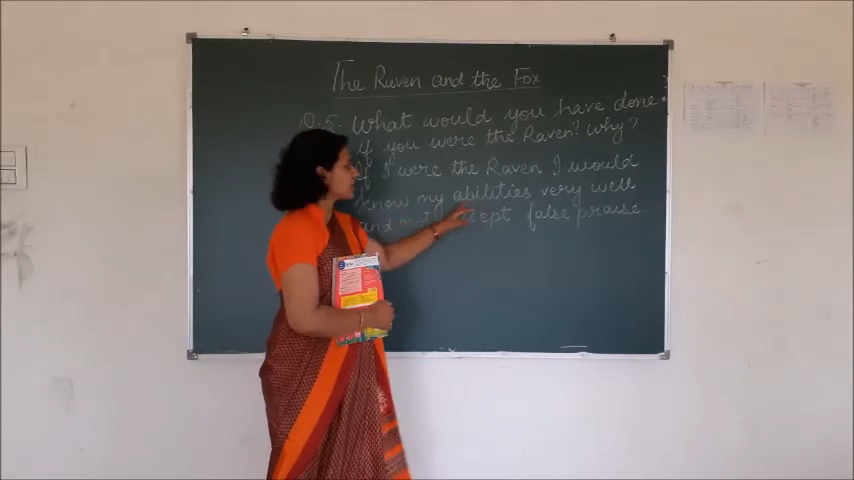 The Raven and the Fox
Q.5. What would you have done
if you were the Raven? Why?
If I were the Raven I would
know my abilities very well
and not accept false praise.